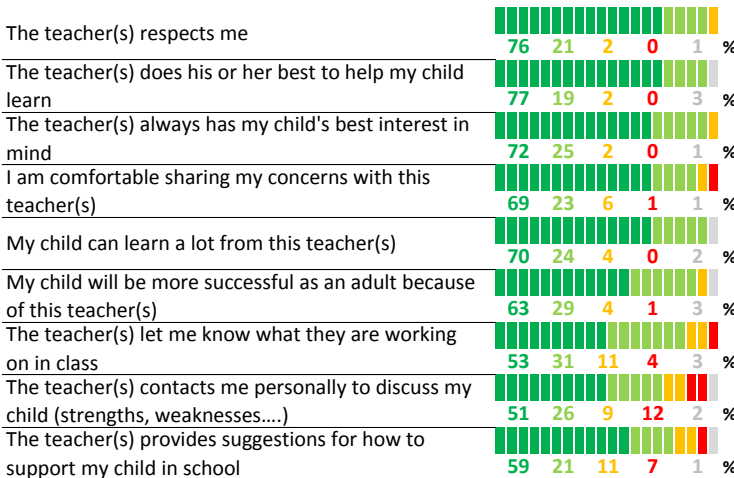 The teacher(s) respects me
76 21 2 0 1 %
The teacher(s) does his or her best to help my child
learn
77 19 2 0 3 %
The teacher(s) always has my child's best interest in
mind
72 25 2 0 1 %
I am comfortable sharing my concerns with this
teacher(s)
69 23 6 1 1 %
My child can learn a lot from this teacher(s)
70 24 4 0 2 %
My child will be more successful as an adult because
of this teacher(s)
63 29 4 1 3 %
The teacher(s) let me know what they are working
on in class
53 31 11 4 3 %
The teacher(s) contacts me personally to discuss my
child (strengths, weaknesses....)
51 26 9 12 2 %
The teacher(s) provides suggestions for how to
support my child in school
59 21 11 7 1 %